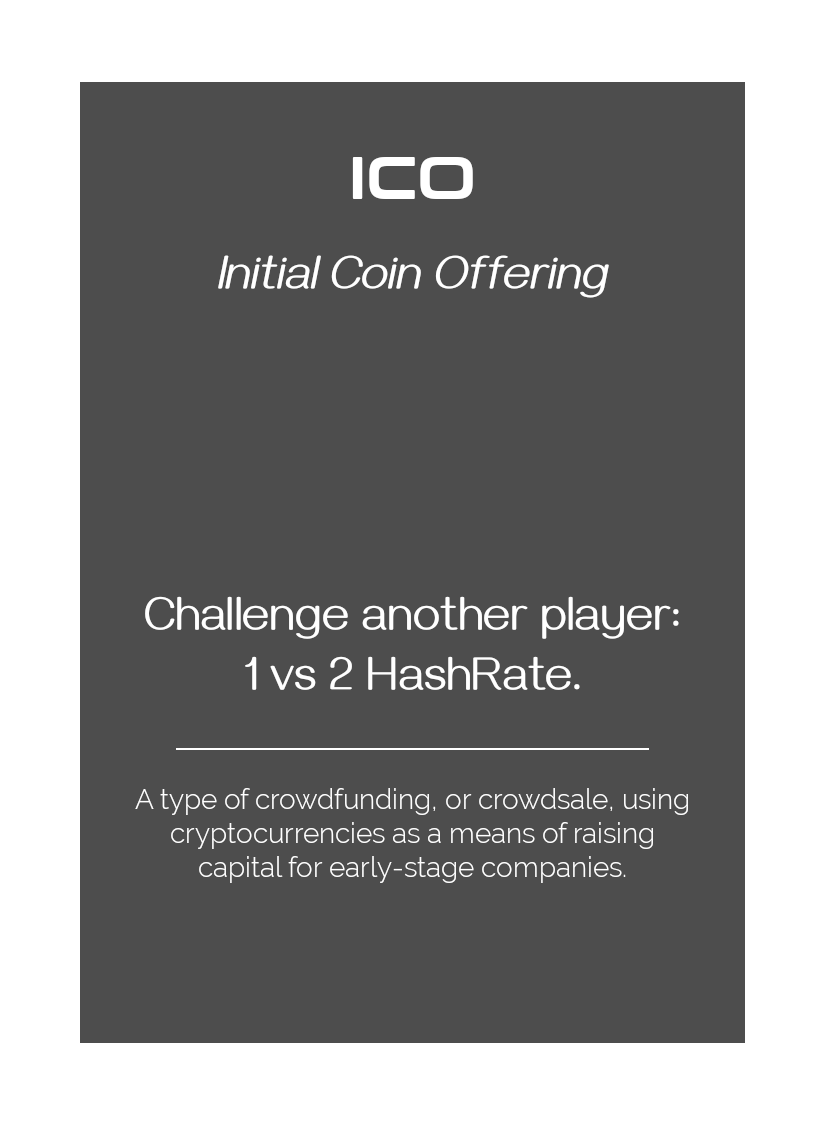 ICO
Initial Coin Offering
Challenge another player:
1 vs 2 HashRate.
A type of crowdfunding, or crowdsale, using
cryptocurrencies as a means of raising
capital for early-stage companies.